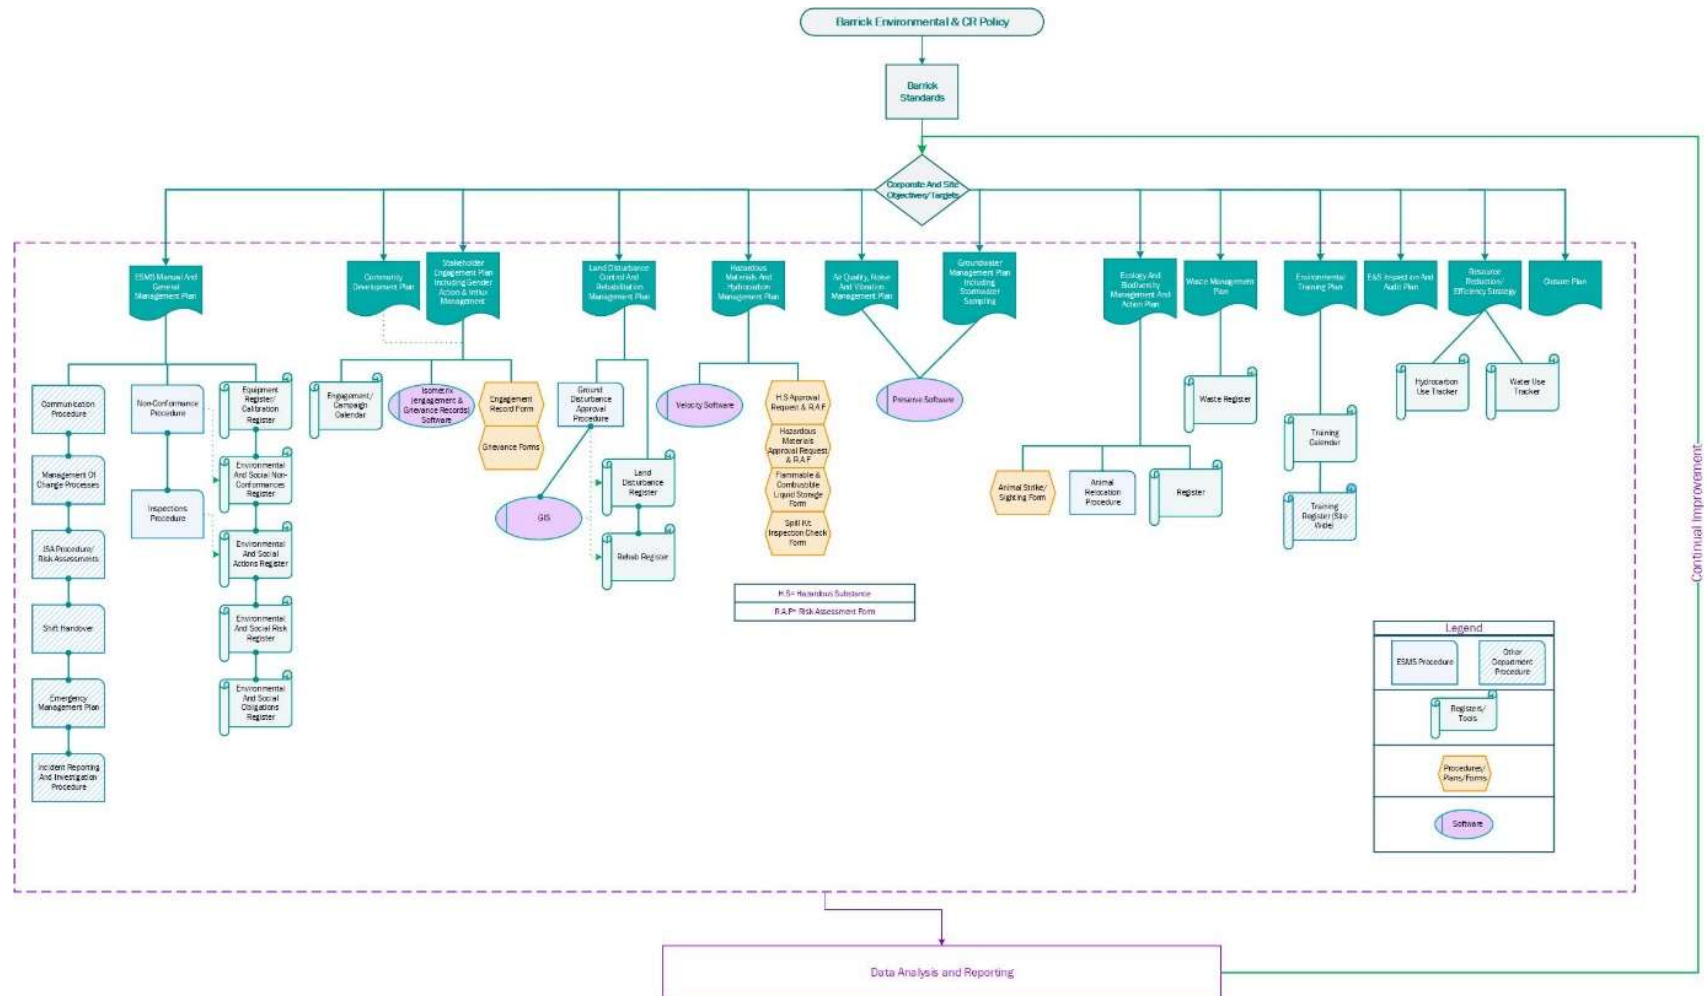 Barrick Environmental & CR Policy
Barrick
Standards
Corporate And Site
Objectives/Targets
ESMS Manual And
General
Management Plan
Community
Development Plan
Stakeholder
Engagement Plan
Including Gender
Action & Influx
Management
Land Disturbance
Control And
Rehabilitation
Management Plan
Hazardous
Materials And
Hydrocarbon
Management Plan
Air Quality, Noise
And Vibration
Management Plan
Groundwater
Management Plan
Including
Stormwater
Sampling
Ecology And
Biodiversity
Management And
Action Plan
Waste Management
Plan
Environmental
Training Plan
E&S Inspection And
Audit Plan
Resource
Reduction/
Efficiency Strategy
Closure Plan
Communication
Procedure
Management Of
Change Processes
JSA Procedure/
Risk Assessments
Shift Handover
Emergency
Management Plan
Incident Reporting
And Investigation
Procedure
Non-Conformance
Procedure
Inspections
Procedure
Equipment
Register/
Calibration
Register
Environmental
And Social Non-
Conformances
Register
Environmental
And Social
Actions Register
Environmental
And Social Risk
Register
Environmental
And Social
Obligations
Register
Engagement/
Campaign
Calendar
Isometrix
(engagement &
Grievance Records)
Software
Engagement
Record Form
Grievance Forms
Ground
Disturbance
Approval
Procedure
GIS
Land
Disturbance
Register
Rehab Register
Velocity Software
H.S Approval
Request & R.A.F
Hazardous
Materials
Approval Request
& R.A.F
Flammable &
Combustible
Liquid Storage
Form
Spill Kit
Inspection Check
Form
Preserve Software
Animal Strike/
Sighting Form
Animal
Relocation
Procedure
Register
Waste Register
Training
Calendar
Training
Register (Site
Wide)
Hydrocarbon
Use Tracker
Water Use
Tracker
H.S= Hazardous Substance
R.A.F= Risk Assessment Form
Legend
ESMS Procedure
Other
Department
Procedure
Registers/
Tools
Procedures/
Plans/Forms
Software
Continual Improvement
Data Analysis and Reporting